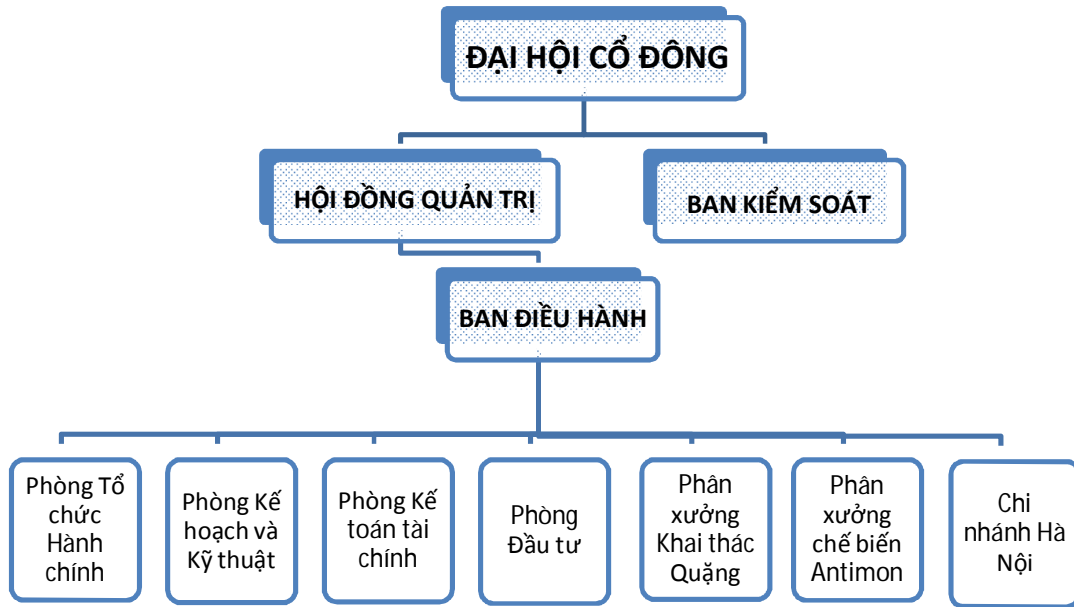 ĐẠI HỘI CỔ ĐÔNG
HỘI ĐỒNG QUẢN TRỊ
BAN KIỂM SOÁT
BAN ĐIỀU HÀNH
Phòng Tổ
chức
Hành
chính
Phòng Kế
hoạch và
Kỹ thuật
Phòng Kế
toán tài
chính
Phòng
Đầu tư
Phân
xưởng
Khai thác
Quặng
Phân
xưởng
chế biến
Antimon
Chi
nhánh Hà
Nội